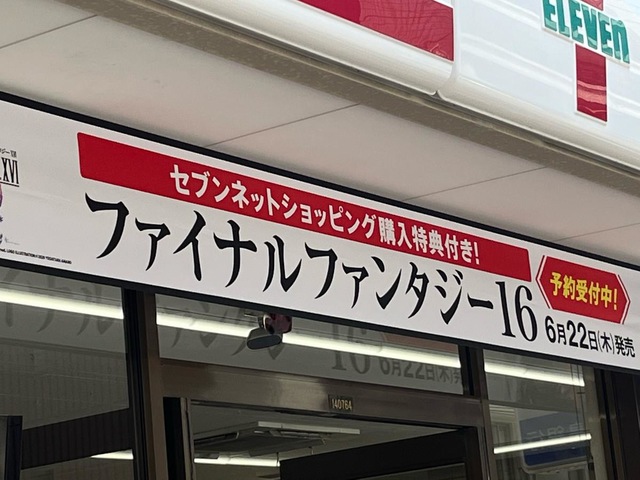 ELEVEn
XVI
セブンネットショッピング購入特典付き!
ファイナルファンタジー16
予約受付中!
6月22日(木)発売
140764